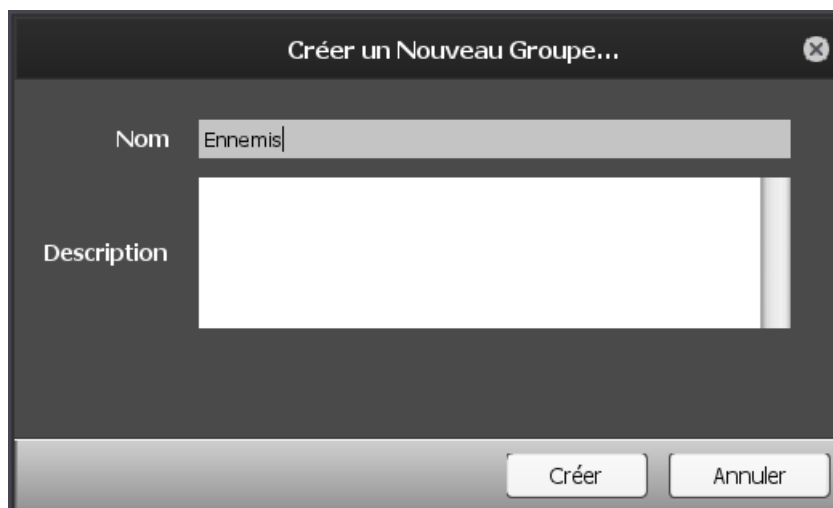 Créer un Nouveau Groupe...
Nom
Ennemis
Description
Créer
Annuler